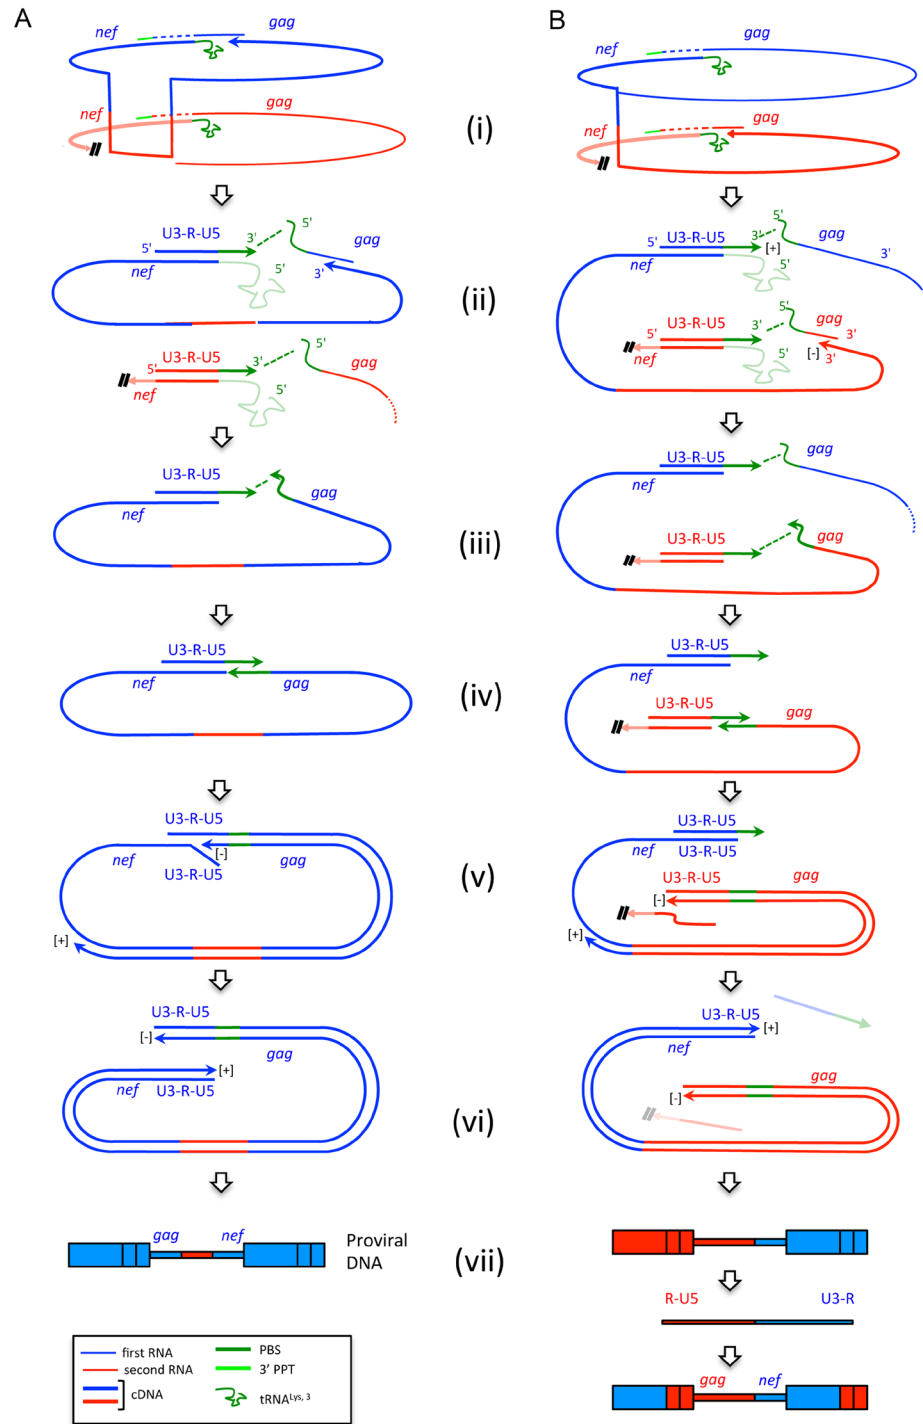 A
B
nef
gag
nef
gag
nef
gag
nef
gag
(i)
U3-R-U5
5'
3'
5'
gag
nef
5'
3'
U3-R-U5
5'
3'
5'
gag
nef
5'
(ii)
U3-R-U5
5'
3'
[+]
5'
gag
3'
nef
5'
U3-R-U5
5'
3'
5'
gag
3'
[-]
3'
nef
5'
U3-R-U5
nef
gag
(iii)
U3-R-U5
gag
nef
U3-R-U5
gag
U3-R-U5
nef
gag
(iv)
U3-R-U5
nef
U3-R-U5
gag
U3-R-U5
nef
[-]
gag
U3-R-U5
[+]
(v)
U3-R-U5
nef
U3-R-U5
U3-R-U5
gag
[-]
[+]
U3-R-U5
[-]
gag
[+]
nef
U3-R-U5
(vi)
U3-R-U5
[+]
nef
gag
[-]
gag
nef
Proviral
DNA
(vii)
R-U5
U3-R
gag
nef
first RNA
second RNA
cDNA
PBS
3' PPT
tRNALys, 3